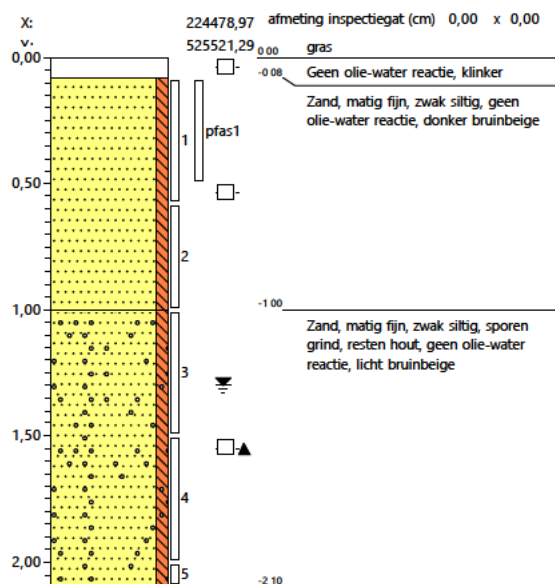 X: 224478,97 afmeting inspectiegat (cm) 0,00 x 0,00
525521,29
0,00 0 00 gras
-0 08 Geen olie-water reactie, klinker
Zand, matig fijn, zwak siltig, geen
olie-water reactie, donker bruinbeige
1 pfas1
0,50
2
1,00 -1 00
Zand, matig fijn, zwak siltig, sporen
grind, resten hout, geen olie-water
reactie, licht bruinbeige
3
1,50
4
2,00
5
-2 10